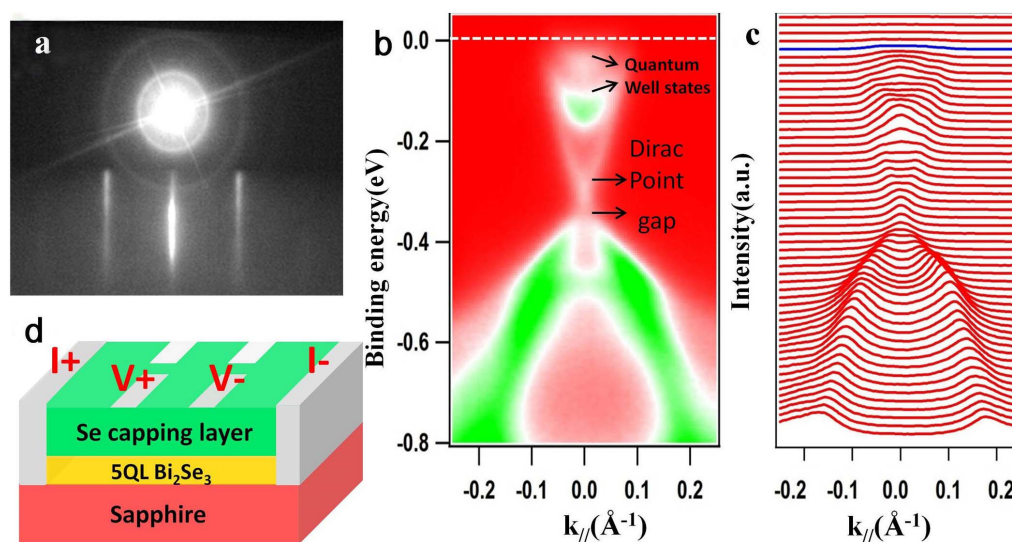 a
b
0.0
-0.2
-0.4
-0.6
-0.8
Binding energy(eV)
Quantum
Well states
Dirac
Point
gap
-0.2 -0.1 0.0 0.1 0.2
k//(Å-1)
c
Intensity(a.u.)
-0.2 -0.1 0.0 0.1 0.2
k//(Å-1)
d
I+ V+ V- I-
Se capping layer
5QL Bi2Se3
Sapphire